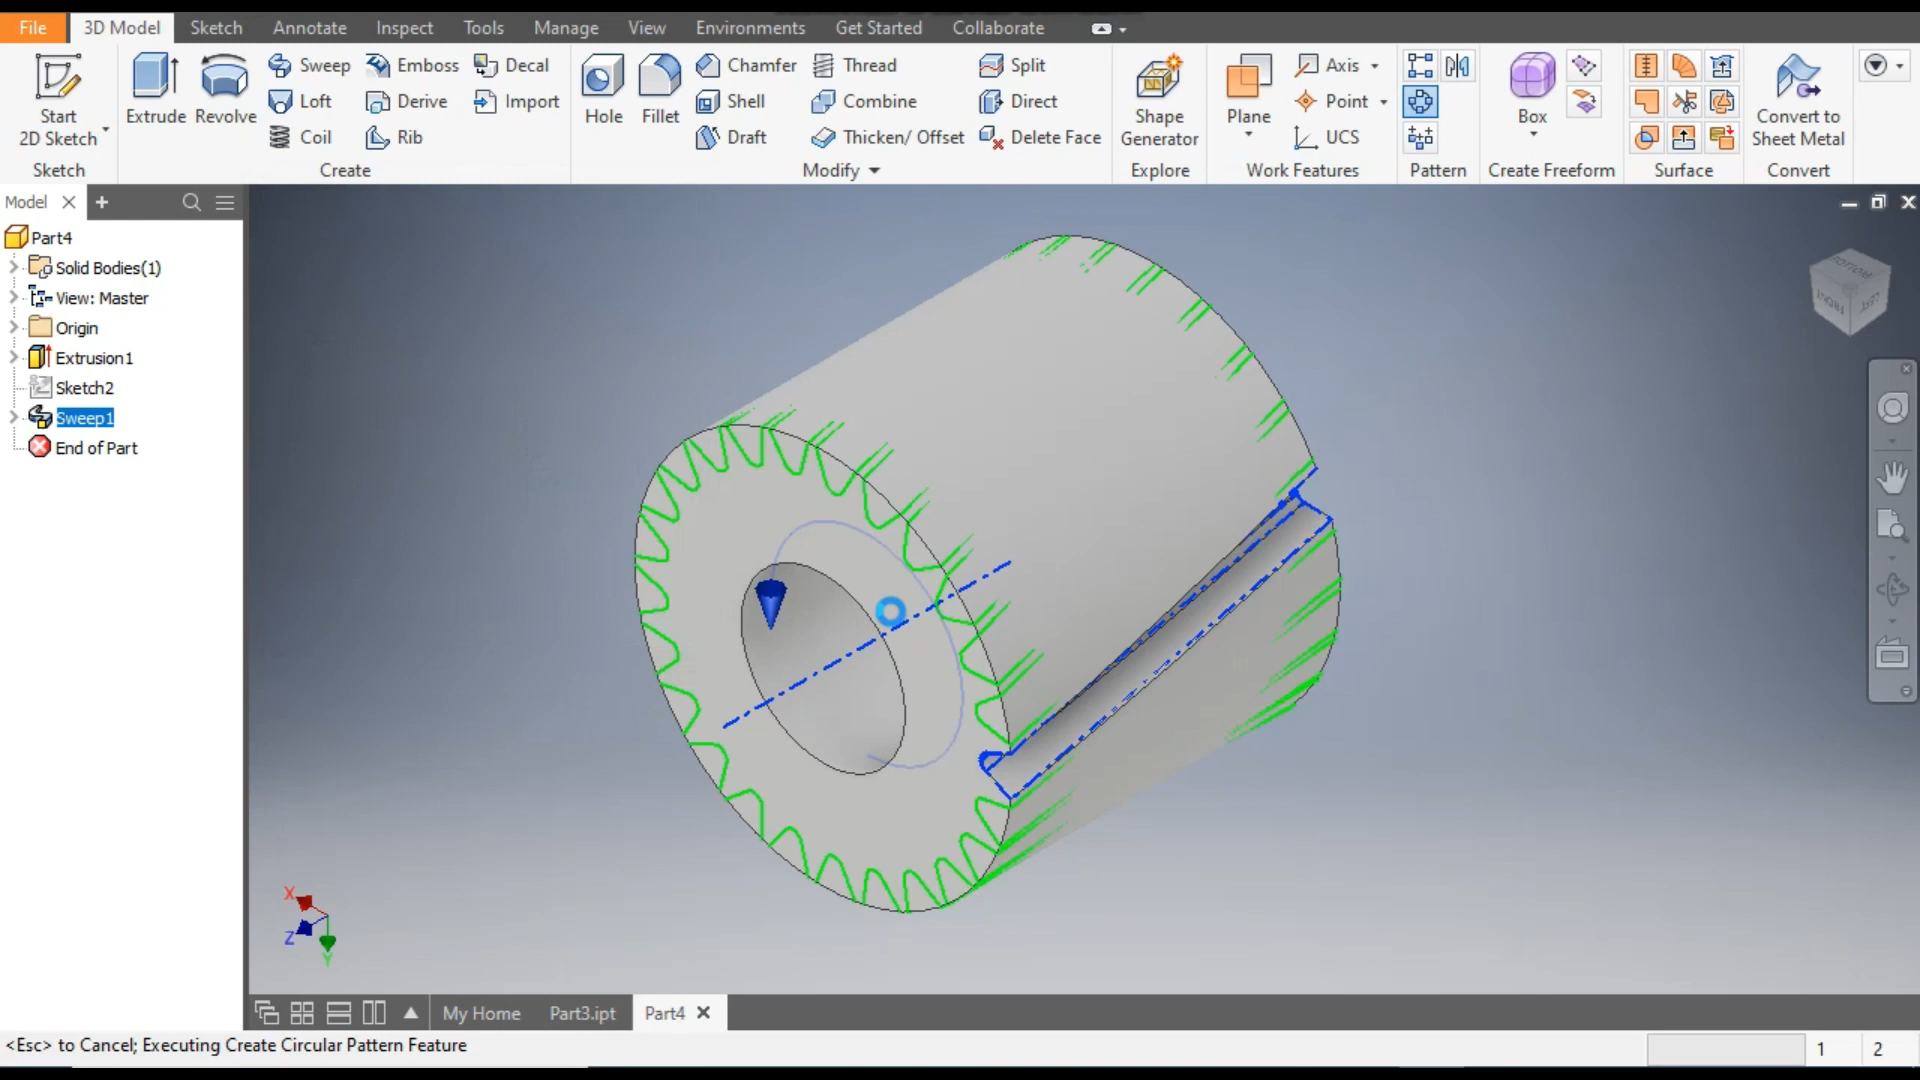 File 3D Model Sketch Annotate Inspect Tools Manage View Environments Get Started Collaborate
Start
2D Sketch
Sketch
Extrude Revolve
Sweep Emboss Decal
Loft Derive Import
Coil Rib
Create
Hole Fillet
Chamfer Thread Split
Shell Combine Direct
Draft Thicken/ Offset Delete Face
Modify
Shape
Generator
Explore
Plane
Axis
Point
UCS
Work Features
Pattern
Box
Create Freeform
Surface
Convert to
Sheet Metal
Convert
Model
Part4
Solid Bodies(1)
View: Master
Origin
Extrusion1
Sketch2
Sweep1
End of Part
BOTTOM
X
Z
Y
My Home Part3.ipt Part4
<Esc> to Cancel; Executing Create Circular Pattern Feature
1 2